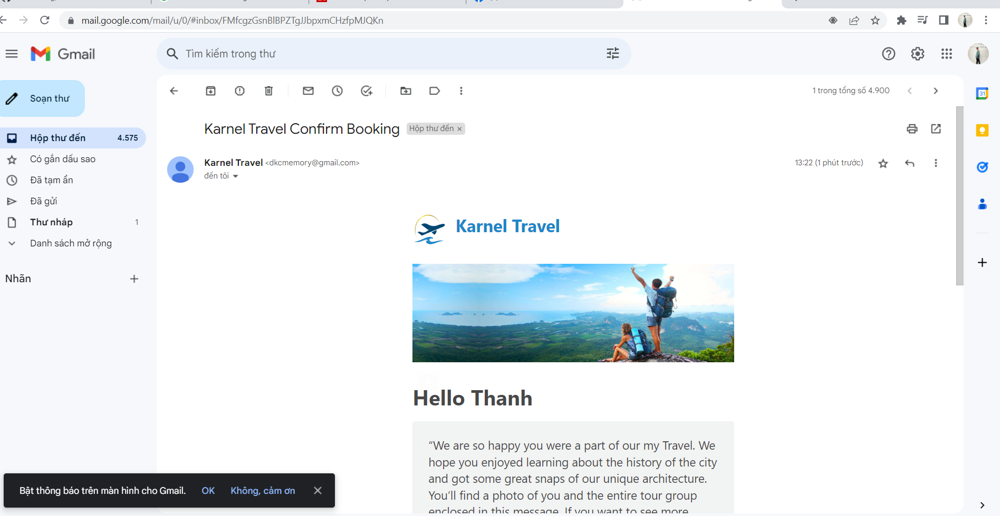 mail.google.com/mail/u/0/#inbox/FMfcgzGsnBlBPZTgJJbpxmCHzfpMJQKn
Gmail
Tìm kiếm trong thư
Soạn thư
1 trong tổng số 4.900
31
Karnel Travel Confirm Booking
Hộp thư đến ×
Hộp thư đến 4.575
Có gắn dấu sao
Karnel Travel <dkcmemory@gmail.com>
13:22 (1 phút trước)
đến tôi
Đã tạm ẩn
Đã gửi
Thư nháp 1
Danh sách mở rộng
Nhãn
Karnel Travel
Hello Thanh
“We are so happy you were a part of our my Travel. We
hope you enjoyed learning about the history of the city
and got some great snaps of our unique architecture.
You’ll find a photo of you and the entire tour group
enclosed in this message. If you want to see more
Bật thông báo trên màn hình cho Gmail. OK Không, cảm ơn